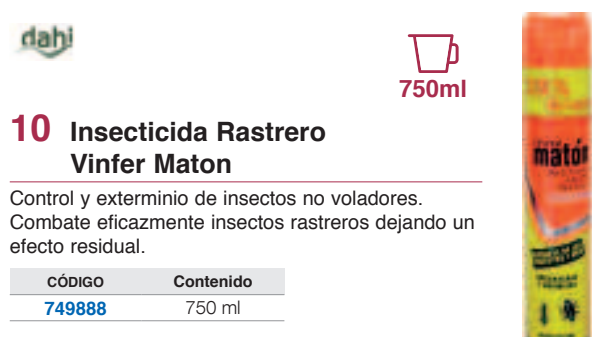 dahi
750ml
10 Insecticida Rastrero
Vinfer Maton
Control y exterminio de insectos no voladores.
Combate eficazmente insectos rastreros dejando un
efecto residual.
CÓDIGO Contenido
749888 750 ml
matón